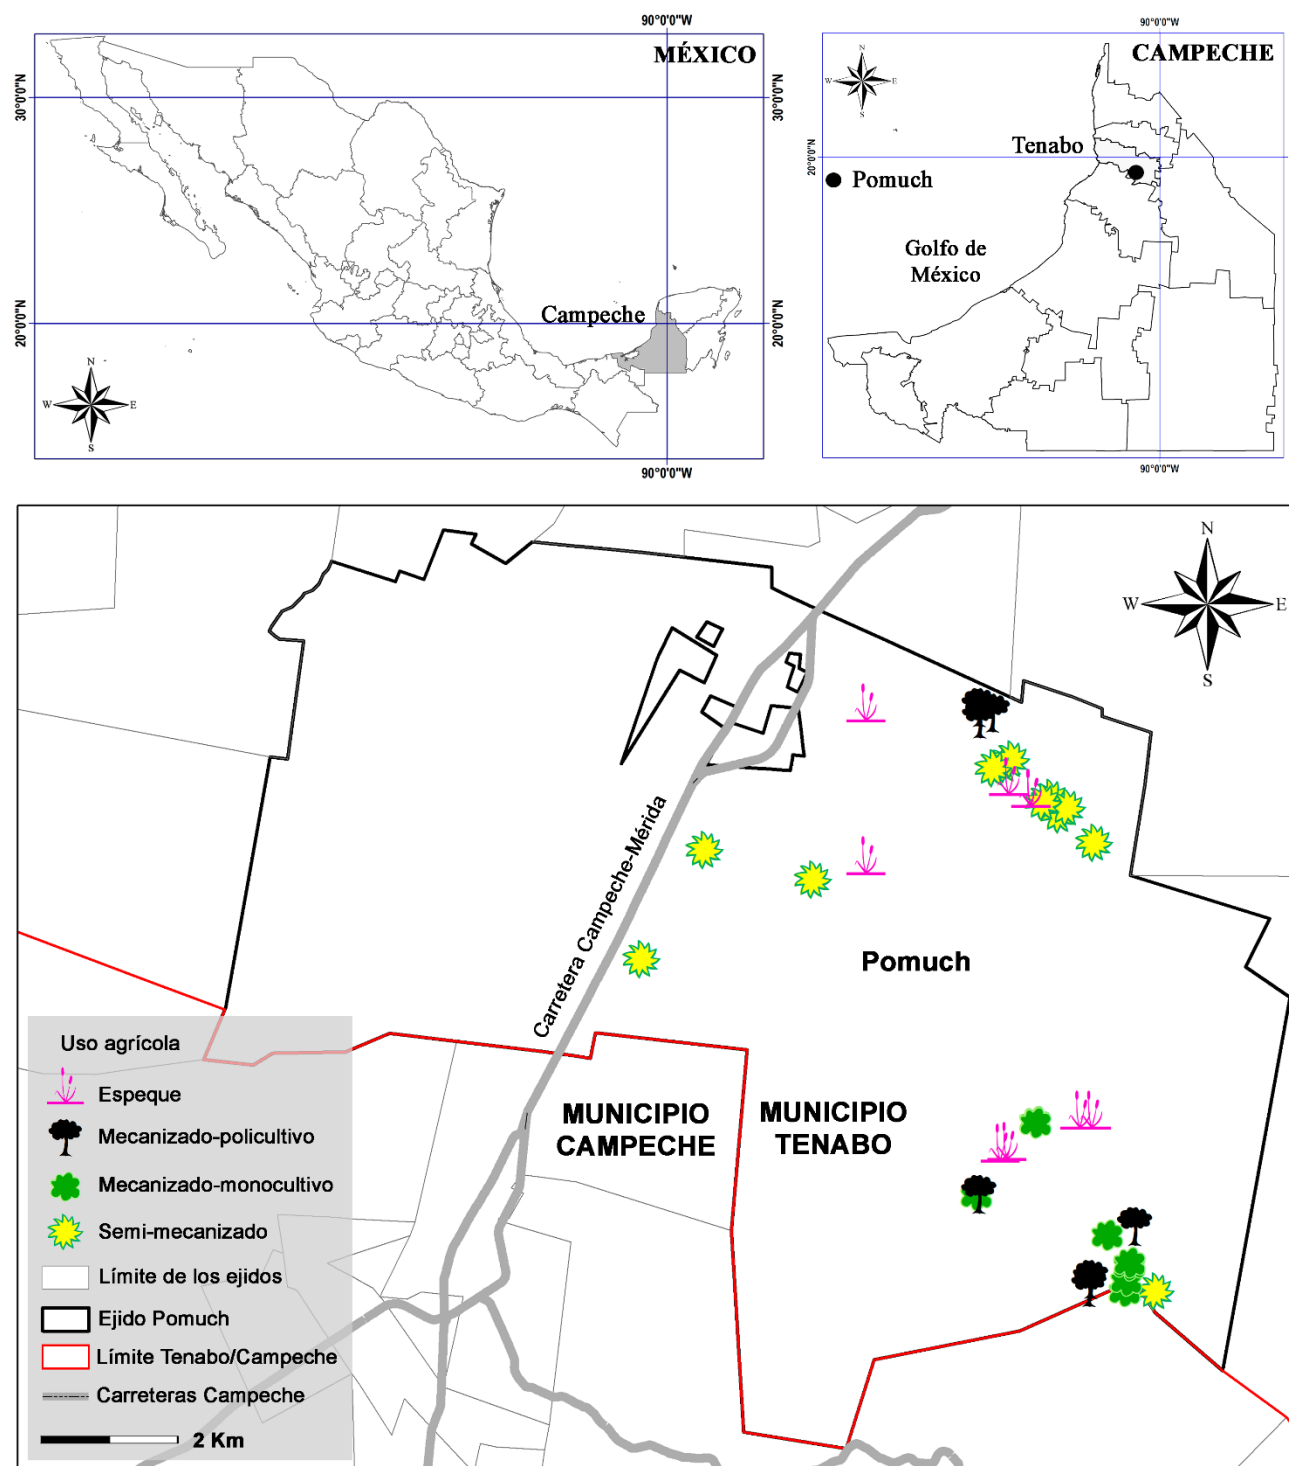 90°0'0"W
MÉXICO
30°0'0"N
30°0'0"N
20°0'0"N
20°0'0"N
Campeche
N
W
E
S
90°0'0"W
90°0'0"W
CAMPECHE
N
W
E
S
Tenabo
20°0'0"N
Pomuch
Golfo de
México
90°0'0"W
N
W
E
S
Carretera Campeche-Mérida
Pomuch
MUNICIPIO
CAMPECHE
MUNICIPIO
TENABO
Uso agrícola
Espeque
Mecanizado-policultivo
Mecanizado-monocultivo
Semi-mecanizado
Límite de los ejidos
Ejido Pomuch
Límite Tenabo/Campeche
Carreteras Campeche
2 Km